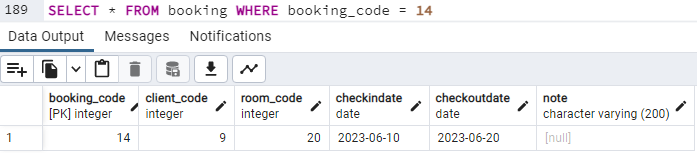 189 SELECT * FROM booking WHERE booking_code = 14
Data Output Messages Notifications
booking_code client_code room_code checkindate checkoutdate note
[PK] integer integer integer date date character varying (200)
1 14 9 20 2023-06-10 2023-06-20 [null]